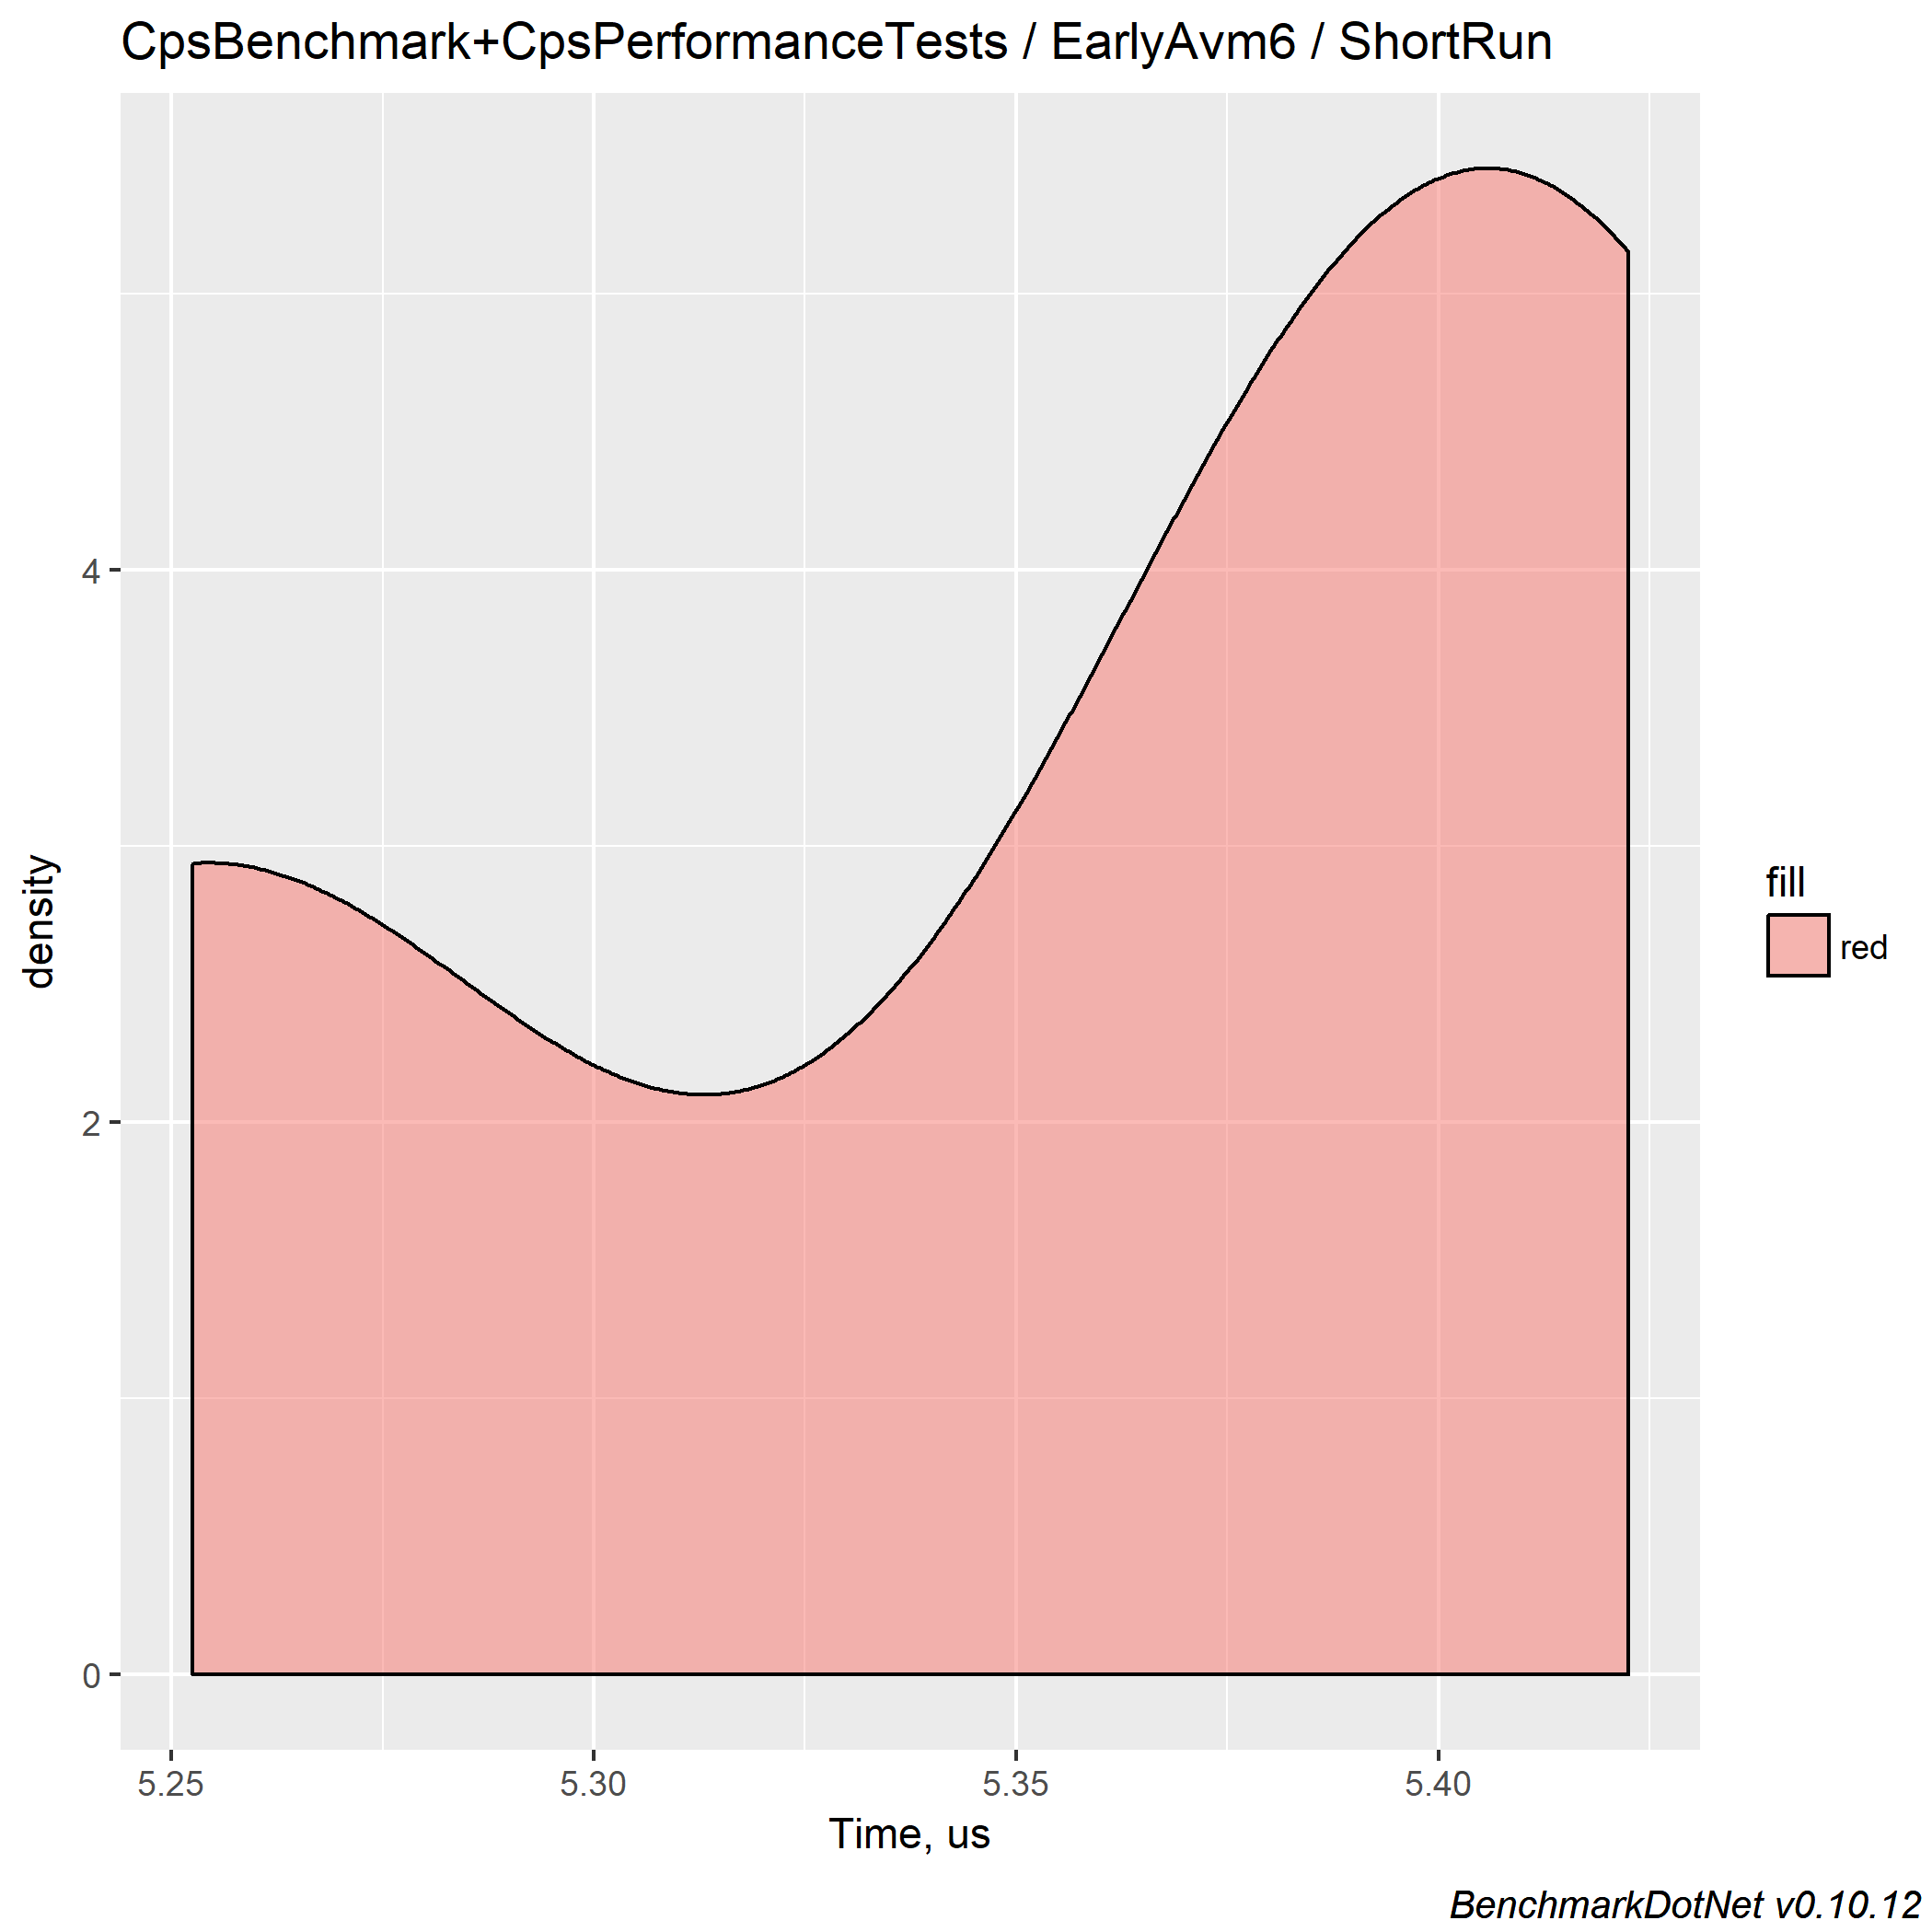 CpsBenchmark+CpsPerformanceTests / EarlyAvm6 / ShortRun
density
4
2
0
5.25 5.30 5.35 5.40
Time, us
fill
red
BenchmarkDotNet v0.10.12